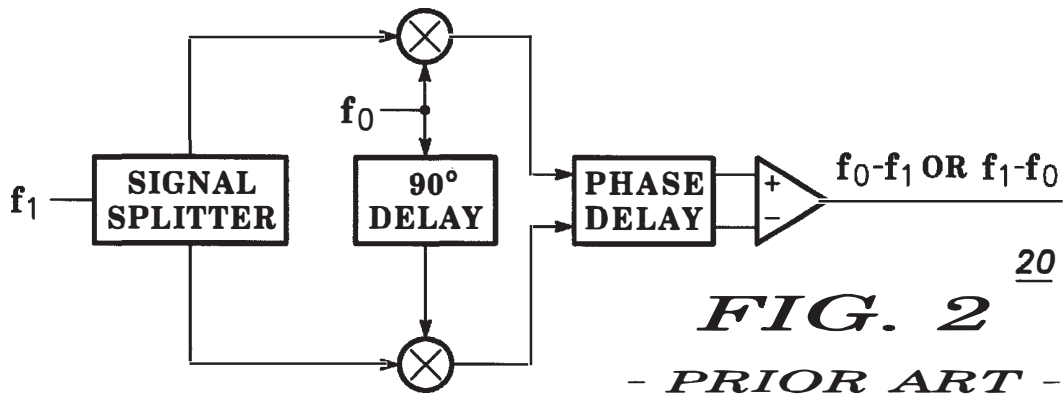 f0
f1
SIGNAL
SPLITTER
90°
DELAY
PHASE
DELAY
+
−
f0-f1 OR f1-f0
20
FIG. 2
- PRIOR ART -